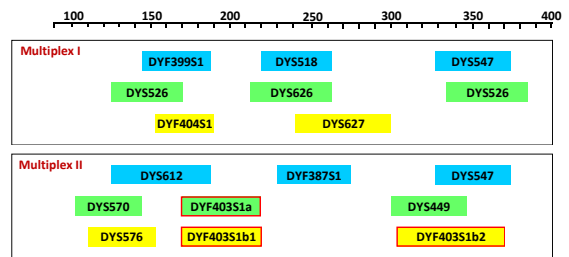 100 150 200 210 300 350 400
Multiplex I
DYF399S1 DYS518 DYS547
DYS526 DYS626 DYS526
DYF404S1 DYS627
Multiplex II
DYS612 DYF387S1 DYS547
DYS570 DYF403S1a DYS449
DYS576 DYF403S1b1 DYF403S1b2